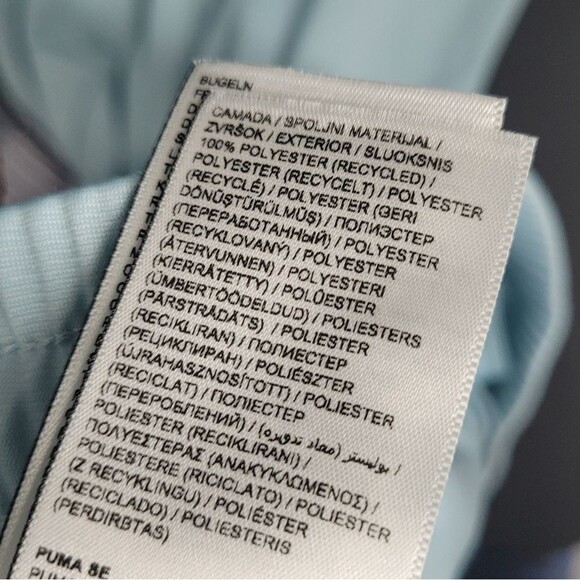 BUGELN
CAMADA / SPOLJNI MATERIJAL /
ZVRŠOK / EXTERIOR / SLUOKSNIS
100% POLYESTER (RECYCLED) /
POLYESTER (RECYCELT) / POLYESTER
(RECYCLÉ) / POLYESTER (GERI
DÖNÜŞTÜRÜLMÜŞ) / ПОЛИЭСТЕР
(ПЕРЕРАБОТАННЫЙ) / POLYESTER
(RECYKLOVANÝ) / POLYESTER
(ÅTERVUNNEN) / POLYESTERI
(KIERRÄTETTY) / POLÜESTER
(ÜMBERTÖÖDELDUD) / POLIESTERS
(PĀRSTRĀDĀTS) / POLIESTER
(RECIKLIRAN) / ПОЛИЕСТЕР
(РЕЦИКЛИРАН) / POLIÉSZTER
(ÚJRAHASZNOSÍTOTT) / POLIESTER
(RECICLAT) / ПОЛІЕСТЕР
(ПЕРЕРОБЛЕНИЙ) / بوليستر (معاد تدويره) /
POLIESTER (RECIKLIRANI) /
ΠΟΛΥΕΣΤΕΡΑΣ (ΑΝΑΚΥΚΛΩΜΕΝΟΣ) /
POLIESTERE (RICICLATO) / POLIESTER
(Z RECYKLINGU) / POLIÉSTER
(RECICLADO) / POLIESTERIS
(PERDIRBTAS)
PUMA SE